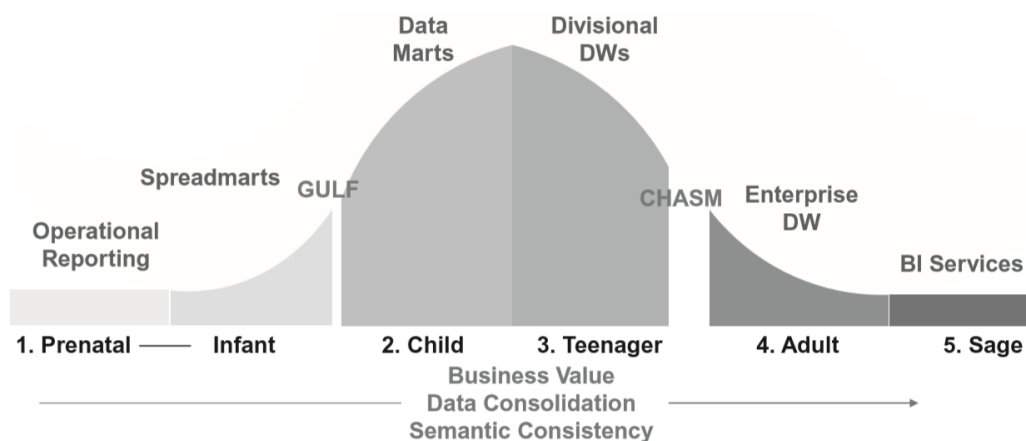 Data
Marts
Divisional
DWs
Spreadmarts
GULF
CHASM
Enterprise
DW
Operational
Reporting
BI Services
1. Prenatal
Infant
2. Child
3. Teenager
4. Adult
5. Sage
Business Value
Data Consolidation
Semantic Consistency